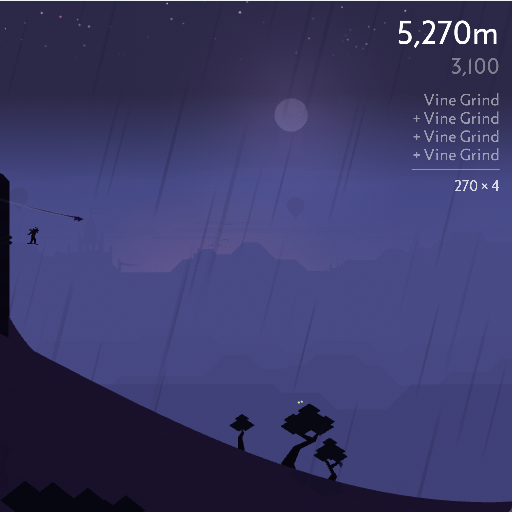 5,270m
3,100
Vine Grind
+ Vine Grind
+ Vine Grind
+ Vine Grind
270 × 4